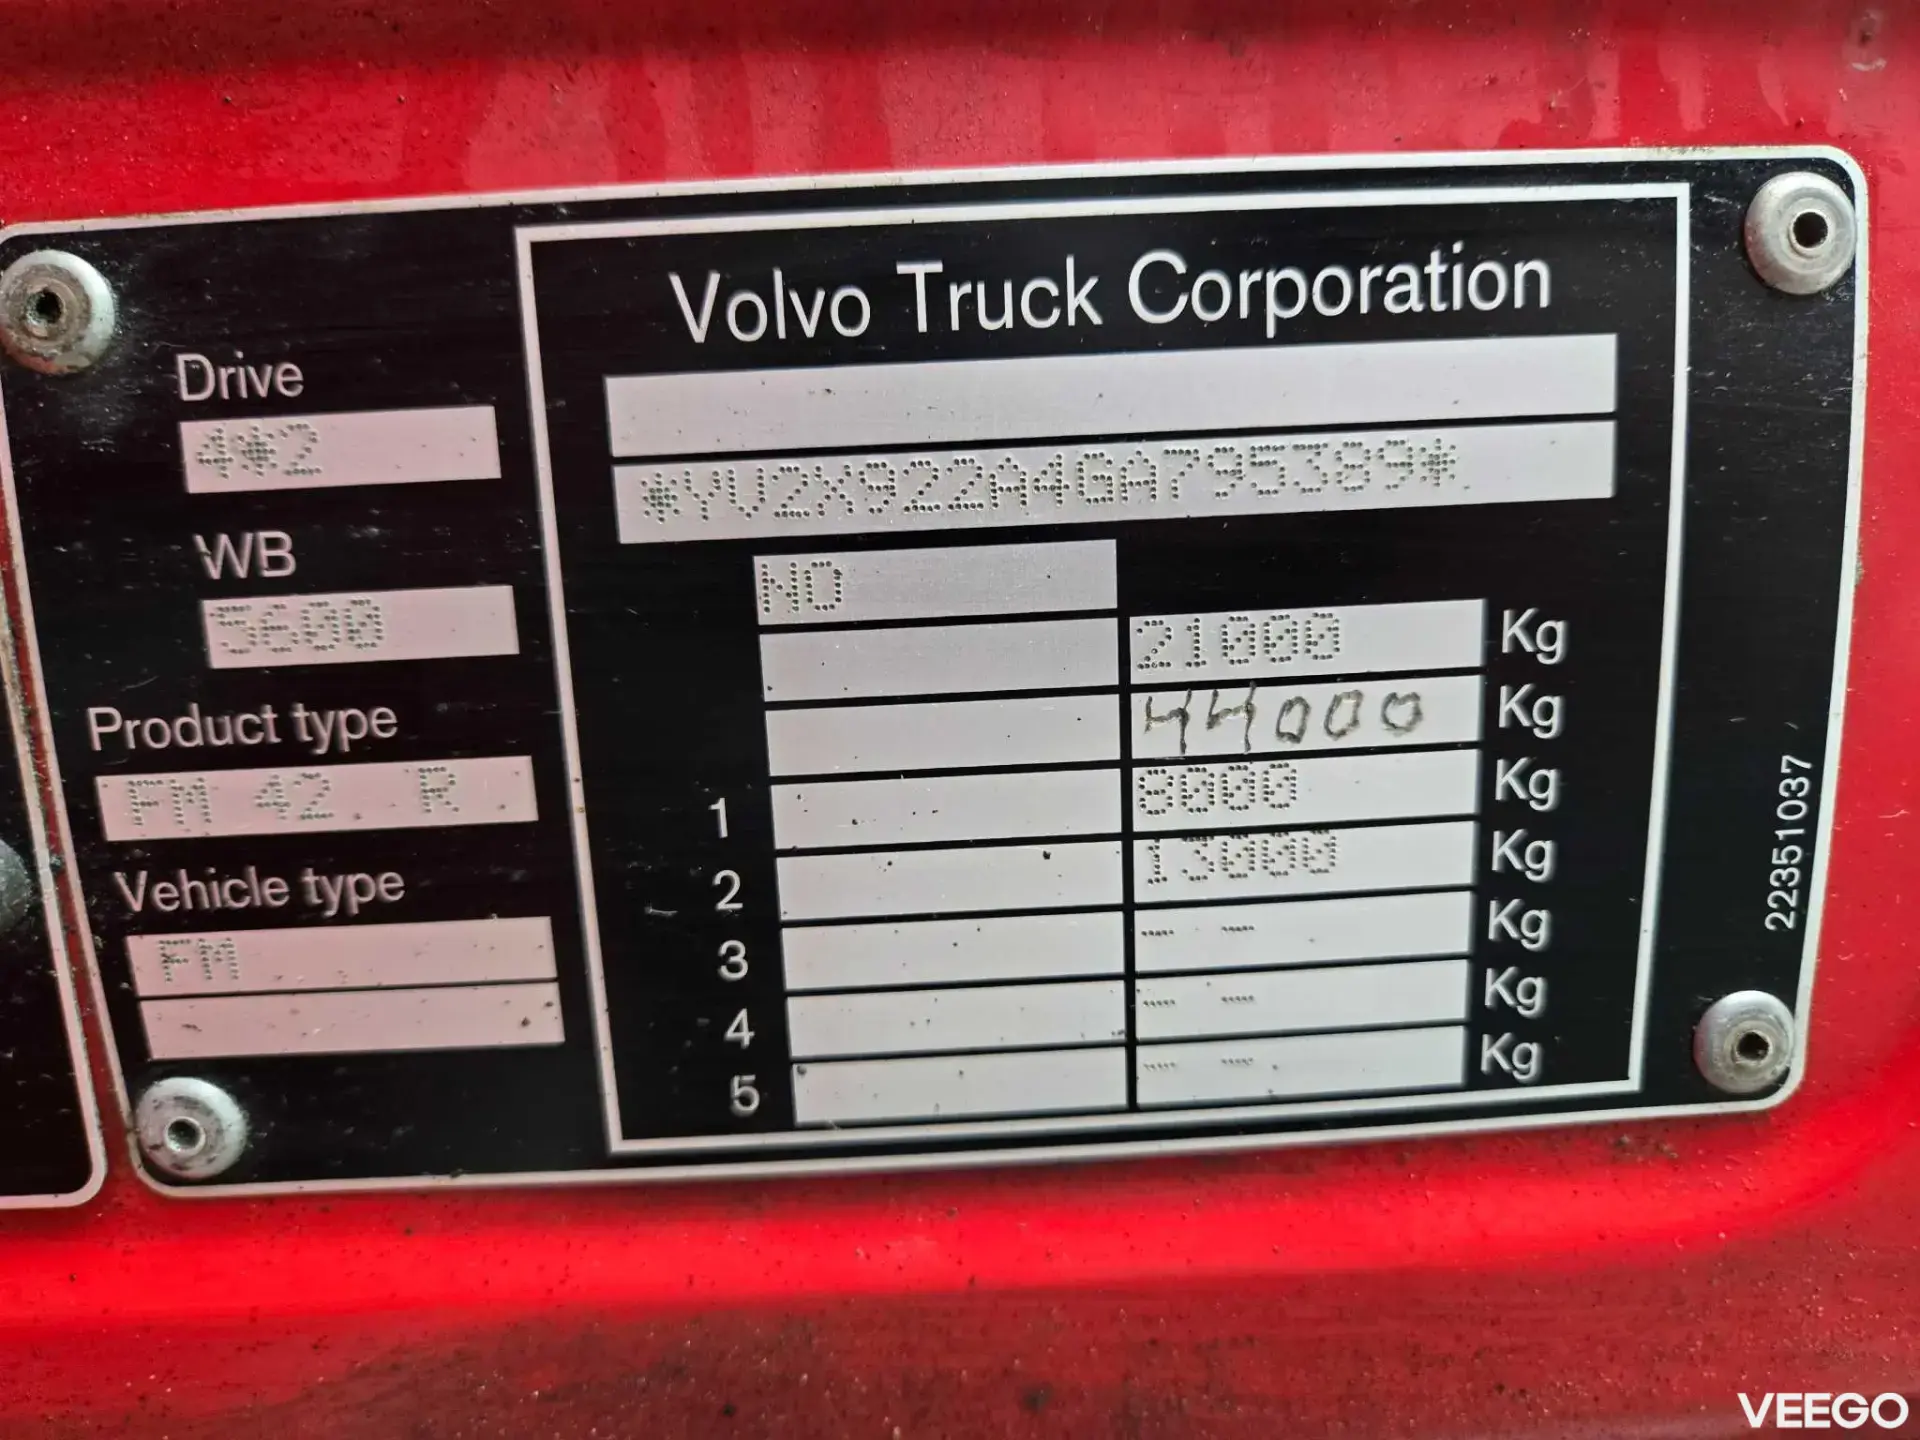 Volvo Truck Corporation
Drive
4*2
*YV2X922A4GA795389*
WB
5600
NO
21000 Kg
44000 Kg
Product type
FM 42 R
1 8000 Kg
2 13000 Kg
Vehicle type
FM
3 -- -- Kg
4 -- -- Kg
5 -- -- Kg
22351037
VEEGO